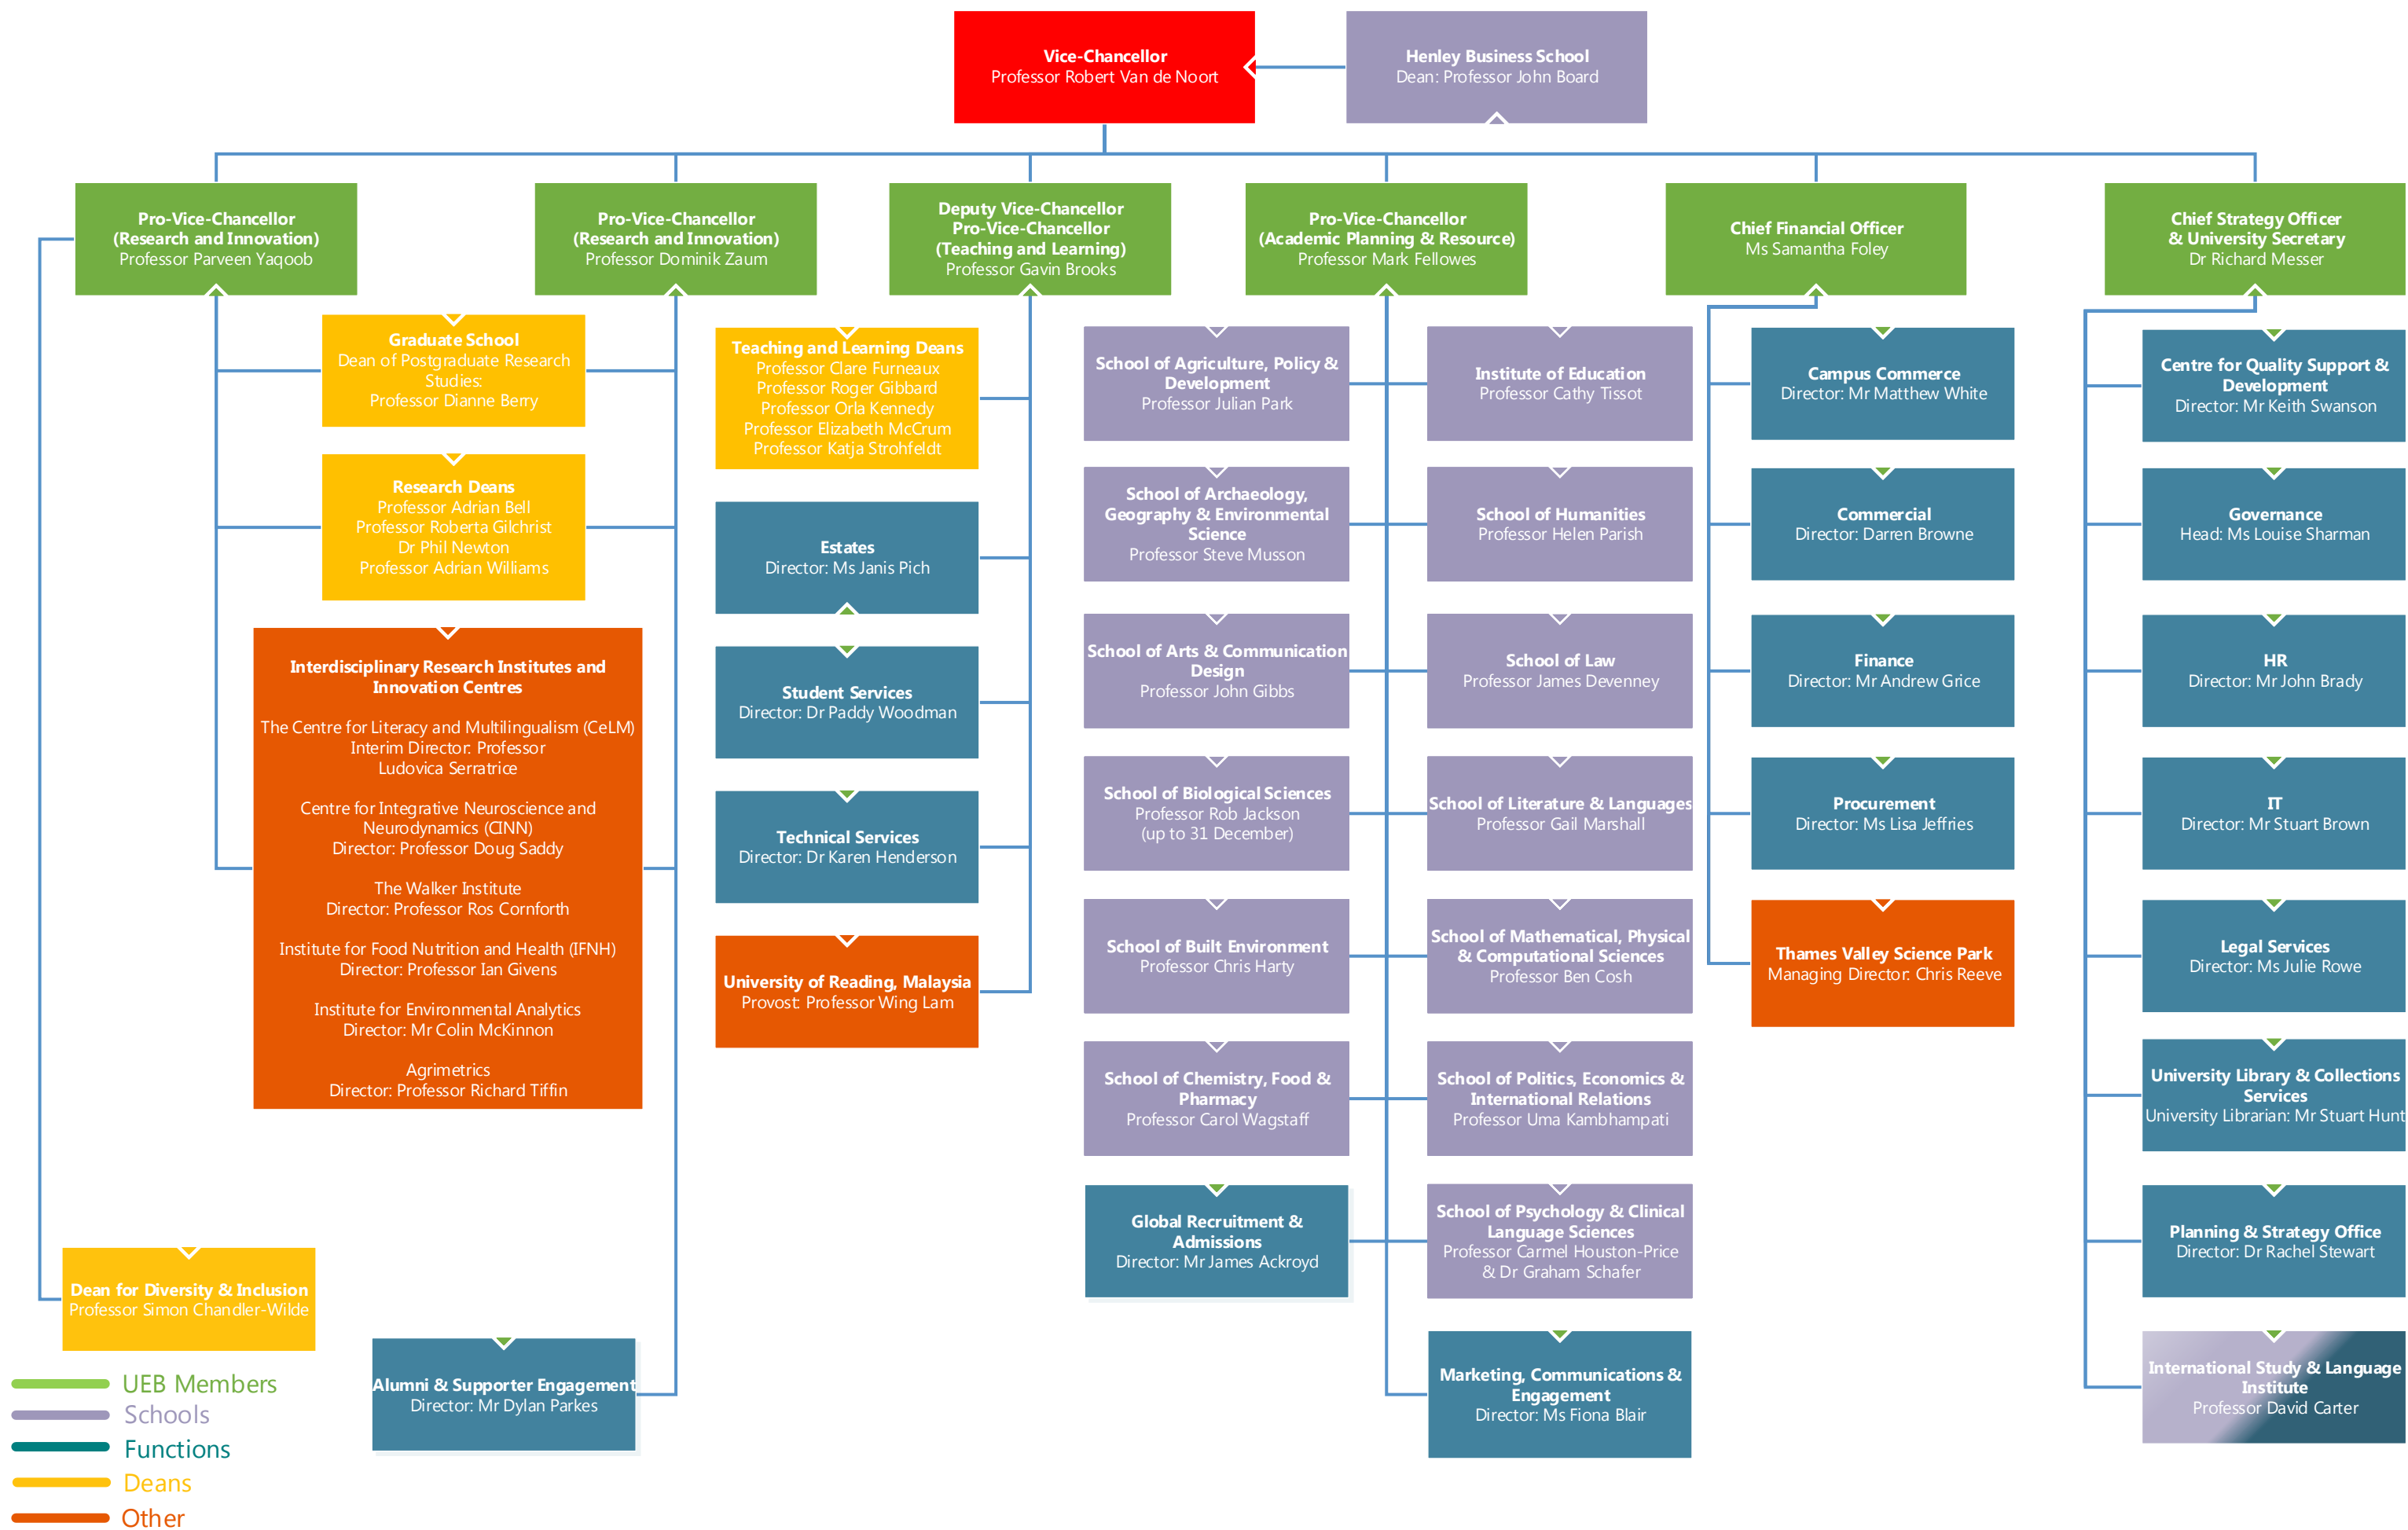 Vice-Chancellor
Professor Robert Van de Noort
Henley Business School
Dean: Professor John Board
Pro-Vice-Chancellor
(Research and Innovation)
Professor Parveen Yaqoob
Pro-Vice-Chancellor
(Research and Innovation)
Professor Dominik Zaum
Deputy Vice-Chancellor
Pro-Vice-Chancellor
(Teaching and Learning)
Professor Gavin Brooks
Pro-Vice-Chancellor
(Academic Planning & Resource)
Professor Mark Fellowes
Chief Financial Officer
Ms Samantha Foley
Chief Strategy Officer
& University Secretary
Dr Richard Messer
Graduate School
Dean of Postgraduate Research
Studies:
Professor Dianne Berry
Research Deans
Professor Adrian Bell
Professor Roberta Gilchrist
Dr Phil Newton
Professor Adrian Williams
Interdisciplinary Research Institutes and
Innovation Centres
The Centre for Literacy and Multilingualism (CeLM)
Interim Director: Professor
Ludovica Serratrice
Centre for Integrative Neuroscience and
Neurodynamics (CINN)
Director: Professor Doug Saddy
The Walker Institute
Director: Professor Ros Cornforth
Institute for Food Nutrition and Health (IFNH)
Director: Professor Ian Givens
Institute for Environmental Analytics
Director: Mr Colin McKinnon
Agrimetrics
Director: Professor Richard Tiffin
Dean for Diversity & Inclusion
Professor Simon Chandler-Wilde
Alumni & Supporter Engagement
Director: Mr Dylan Parkes
Teaching and Learning Deans
Professor Clare Furneaux
Professor Roger Gibbard
Professor Orla Kennedy
Professor Elizabeth McCrum
Professor Katja Strohfeldt
Estates
Director: Ms Janis Pich
Student Services
Director: Dr Paddy Woodman
Technical Services
Director: Dr Karen Henderson
University of Reading, Malaysia
Provost: Professor Wing Lam
School of Agriculture, Policy &
Development
Professor Julian Park
School of Archaeology,
Geography & Environmental
Science
Professor Steve Musson
School of Arts & Communication
Design
Professor John Gibbs
School of Biological Sciences
Professor Rob Jackson
(up to 31 December)
School of Built Environment
Professor Chris Harty
School of Chemistry, Food &
Pharmacy
Professor Carol Wagstaff
Global Recruitment &
Admissions
Director: Mr James Ackroyd
Institute of Education
Professor Cathy Tissot
School of Humanities
Professor Helen Parish
School of Law
Professor James Devenney
School of Literature & Languages
Professor Gail Marshall
School of Mathematical, Physical
& Computational Sciences
Professor Ben Cosh
School of Politics, Economics &
International Relations
Professor Uma Kambhampati
School of Psychology & Clinical
Language Sciences
Professor Carmel Houston-Price
& Dr Graham Schafer
Marketing, Communications &
Engagement
Director: Ms Fiona Blair
Campus Commerce
Director: Mr Matthew White
Commercial
Director: Darren Browne
Finance
Director: Mr Andrew Grice
Procurement
Director: Ms Lisa Jeffries
Thames Valley Science Park
Managing Director: Chris Reeve
Centre for Quality Support &
Development
Director: Mr Keith Swanson
Governance
Head: Ms Louise Sharman
HR
Director: Mr John Brady
IT
Director: Mr Stuart Brown
Legal Services
Director: Ms Julie Rowe
University Library & Collections
Services
University Librarian: Mr Stuart Hunt
Planning & Strategy Office
Director: Dr Rachel Stewart
International Study & Language
Institute
Professor David Carter
UEB Members
Schools
Functions
Deans
Other